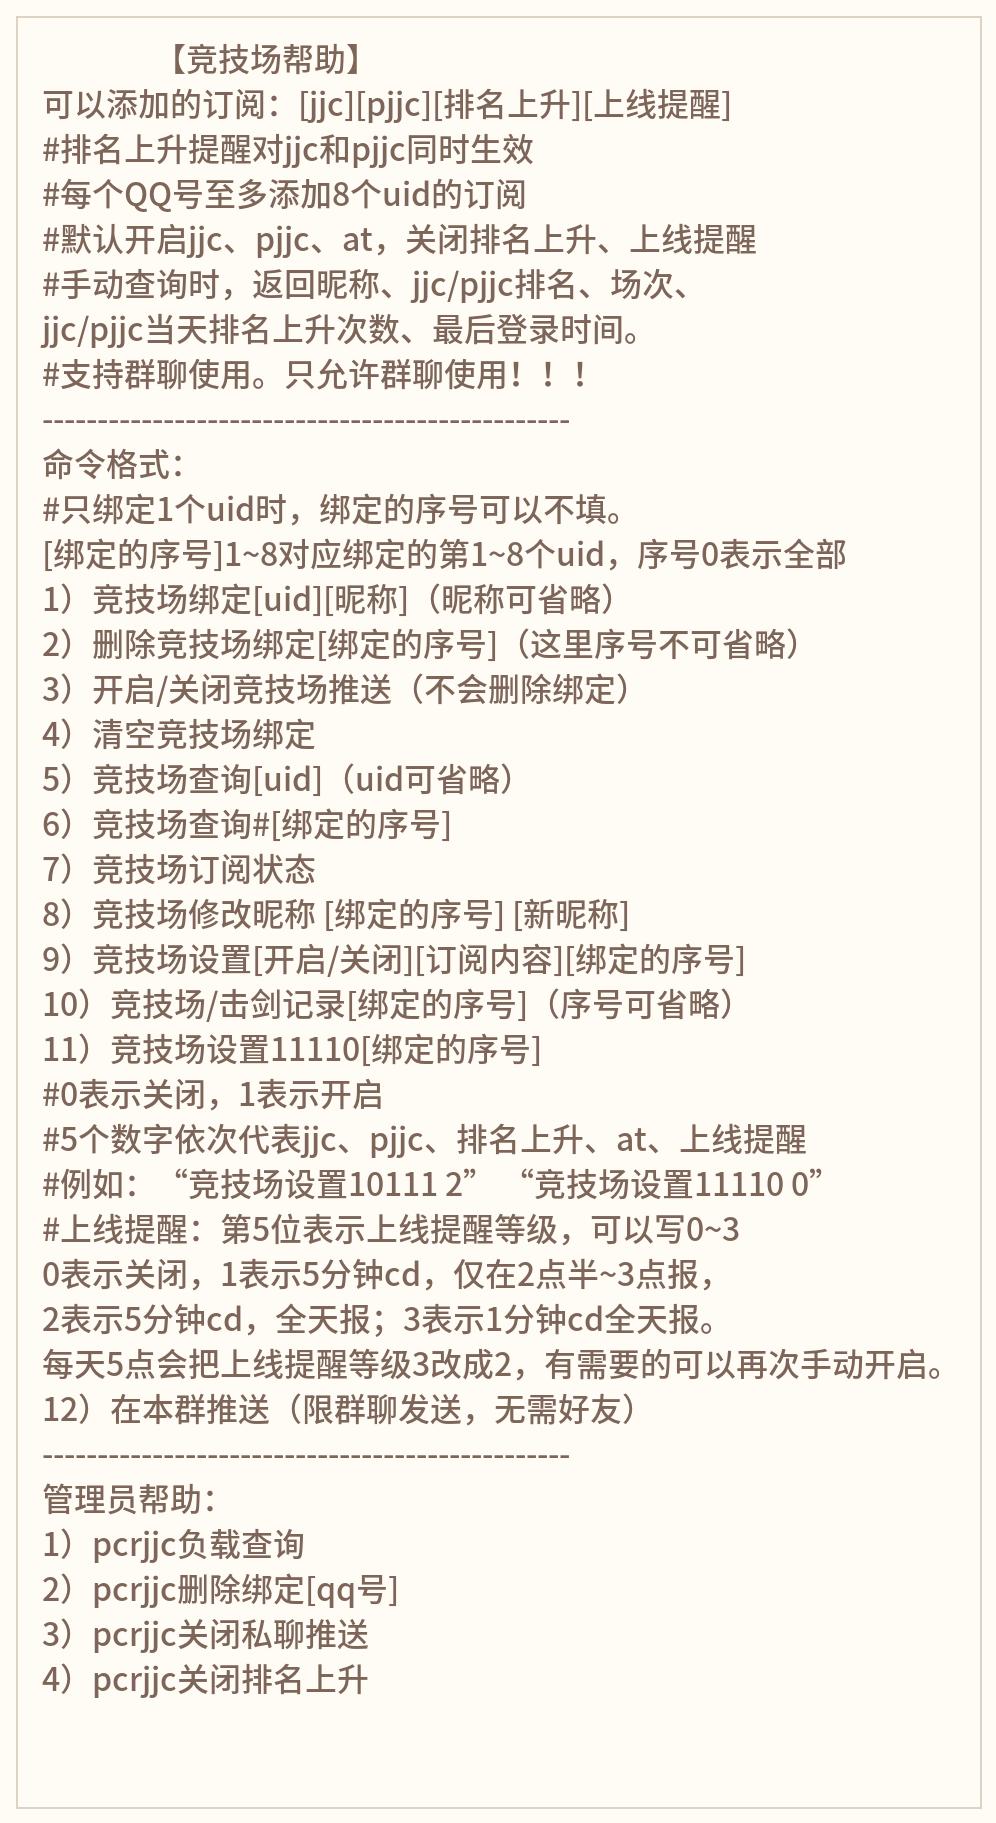 【竞技场帮助】
可以添加的订阅：[jjc][pjjc][排名上升][上线提醒]
#排名上升提醒对jjc和pjjc同时生效
#每个QQ号至多添加8个uid的订阅
#默认开启jjc、pjjc、at，关闭排名上升、上线提醒
#手动查询时，返回昵称、jjc/pjjc排名、场次、
jjc/pjjc当天排名上升次数、最后登录时间。
#支持群聊使用。只允许群聊使用！！！
------------------------------------------------
命令格式：
#只绑定1个uid时，绑定的序号可以不填。
[绑定的序号]1~8对应绑定的第1~8个uid，序号0表示全部
1）竞技场绑定[uid][昵称]（昵称可省略）
2）删除竞技场绑定[绑定的序号]（这里序号不可省略）
3）开启/关闭竞技场推送（不会删除绑定）
4）清空竞技场绑定
5）竞技场查询[uid]（uid可省略）
6）竞技场查询#[绑定的序号]
7）竞技场订阅状态
8）竞技场修改昵称 [绑定的序号] [新昵称]
9）竞技场设置[开启/关闭][订阅内容][绑定的序号]
10）竞技场/击剑记录[绑定的序号]（序号可省略）
11）竞技场设置11110[绑定的序号]
#0表示关闭，1表示开启
#5个数字依次代表jjc、pjjc、排名上升、at、上线提醒
#例如： “竞技场设置10111 2” “竞技场设置11110 0”
#上线提醒：第5位表示上线提醒等级，可以写0~3
0表示关闭，1表示5分钟cd，仅在2点半~3点报，
2表示5分钟cd，全天报；3表示1分钟cd全天报。
每天5点会把上线提醒等级3改成2，有需要的可以再次手动开启。
12）在本群推送（限群聊发送，无需好友）
------------------------------------------------
管理员帮助：
1）pcrjjc负载查询
2）pcrjjc删除绑定[qq号]
3）pcrjjc关闭私聊推送
4）pcrjjc关闭排名上升